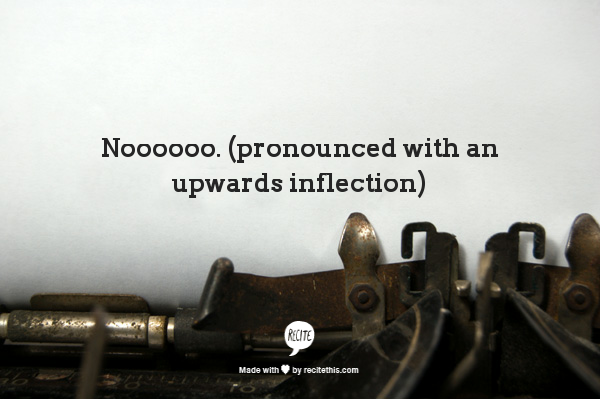 Noooooo. (pronounced with an
upwards inflection)
RECITE
Made with ♥ by recitethis.com